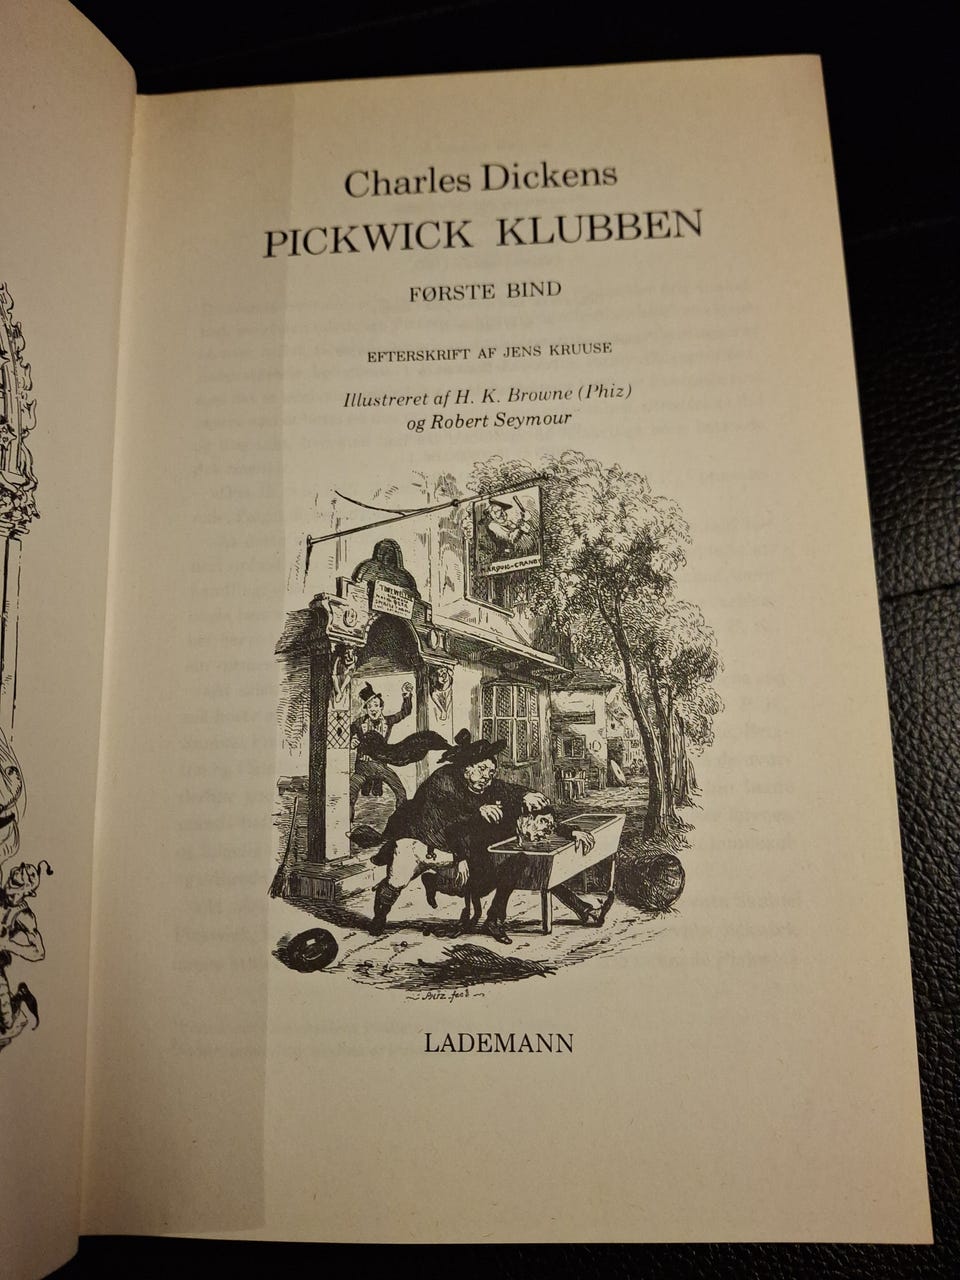 Charles Dickens
PICKWICK KLUBBEN
FØRSTE BIND
EFTERSKRIFT AF JENS KRUUSE
Illustreret af H. K. Browne (Phiz)
og Robert Seymour
LADEMANN